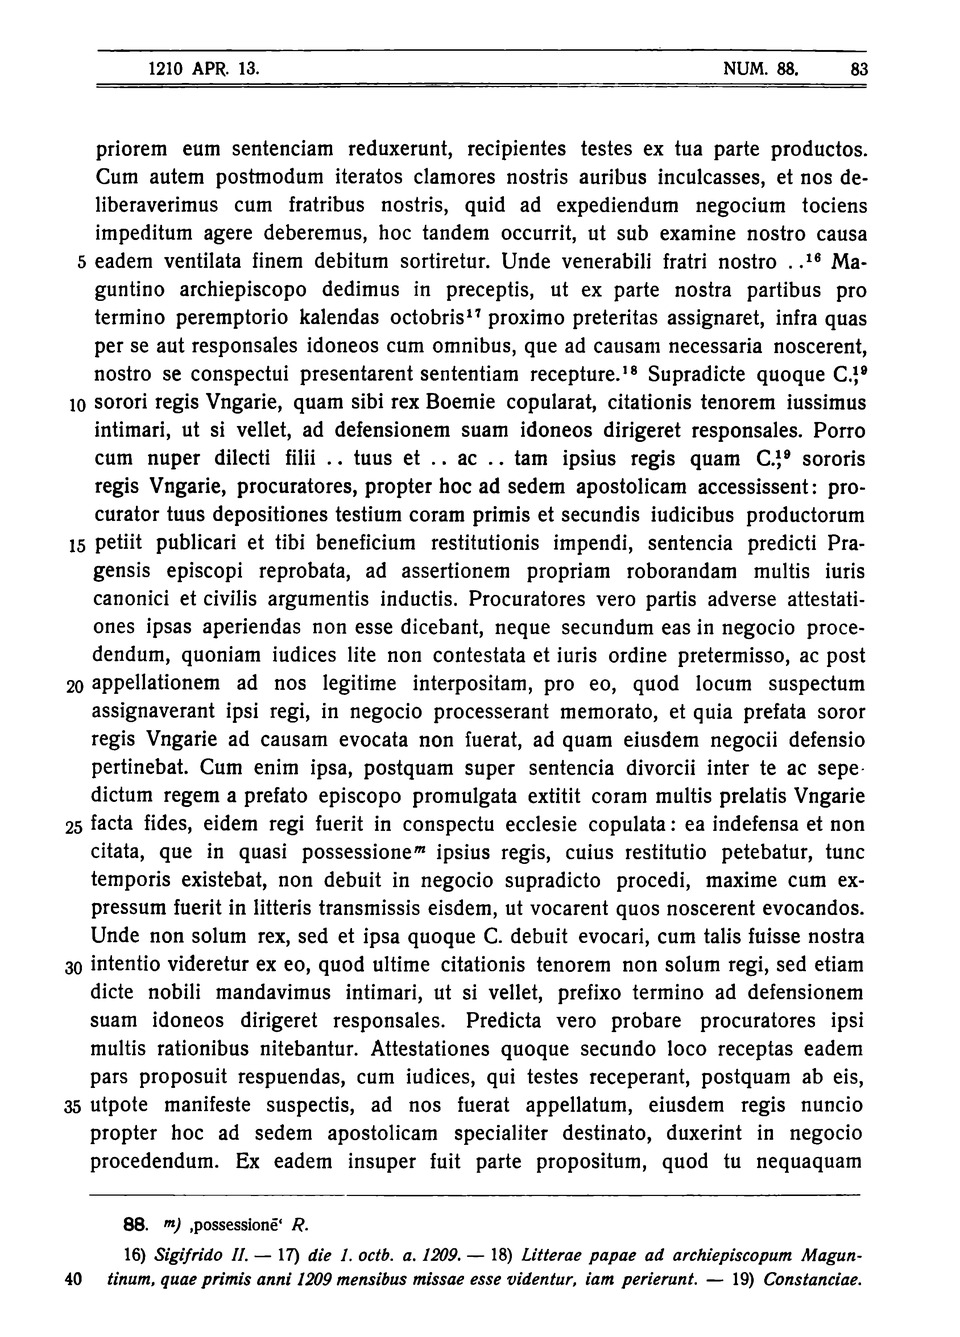 1210 APR. 13. NUM. 88. 83
priorem eum sentenciam reduxerunt, recipientes testes ex tua parte productos.
Cum autem postmodum iteratos clamores nostris auribus inculcasses, et nos de-
liberaverimus cum fratribus nostris, quid ad expediendum negocium tociens
impeditum agere deberemus, hoc tandem occurrit, ut sub examine nostro causa
5 eadem ventilata finem debitum sortiretur. Unde venerabili fratri nostro . .¹⁶ Ma-
guntino archiepiscopo dedimus in preceptis, ut ex parte nostra partibus pro
termino peremptorio kalendas octobris¹⁷ proximo preteritas assignaret, infra quas
per se aut responsales idoneos cum omnibus, que ad causam necessaria noscerent,
nostro se conspectui presentarent sententiam recepture.¹⁸ Supradicte quoque C.,¹⁹
10 sorori regis Vngarie, quam sibi rex Boemie copularat, citationis tenorem iussimus
intimari, ut si vellet, ad defensionem suam idoneos dirigeret responsales. Porro
cum nuper dilecti filii . . tuus et . . ac . . tam ipsius regis quam C.,¹⁹ sororis
regis Vngarie, procuratores, propter hoc ad sedem apostolicam accessissent: pro-
curator tuus depositiones testium coram primis et secundis iudicibus productorum
15 petiit publicari et tibi beneficium restitutionis impendi, sentencia predicti Pra-
gensis episcopi reprobata, ad assertionem propriam roborandam multis iuris
canonici et civilis argumentis inductis. Procuratores vero partis adverse attestati-
ones ipsas aperiendas non esse dicebant, neque secundum eas in negocio proce-
dendum, quoniam iudices lite non contestata et iuris ordine pretermisso, ac post
20 appellationem ad nos legitime interpositam, pro eo, quod locum suspectum
assignaverant ipsi regi, in negocio processerant memorato, et quia prefata soror
regis Vngarie ad causam evocata non fuerat, ad quam eiusdem negocii defensio
pertinebat. Cum enim ipsa, postquam super sentencia divorcii inter te ac sepe-
dictum regem a prefato episcopo promulgata extitit coram multis prelatis Vngarie
25 facta fides, eidem regi fuerit in conspectu ecclesie copulata: ea indefensa et non
citata, que in quasi possessioneᵐ ipsius regis, cuius restitutio petebatur, tunc
temporis existebat, non debuit in negocio supradicto procedi, maxime cum ex-
pressum fuerit in litteris transmissis eisdem, ut vocarent quos noscerent evocandos.
Unde non solum rex, sed et ipsa quoque C. debuit evocari, cum talis fuisse nostra
30 intentio videretur ex eo, quod ultime citationis tenorem non solum regi, sed etiam
dicte nobili mandavimus intimari, ut si vellet, prefixo termino ad defensionem
suam idoneos dirigeret responsales. Predicta vero probare procuratores ipsi
multis rationibus nitebantur. Attestationes quoque secundo loco receptas eadem
pars proposuit respuendas, cum iudices, qui testes receperant, postquam ab eis,
35 utpote manifeste suspectis, ad nos fuerat appellatum, eiusdem regis nuncio
propter hoc ad sedem apostolicam specialiter destinato, duxerint in negocio
procedendum. Ex eadem insuper fuit parte propositum, quod tu nequaquam
88. m) ‚possessionē‘ R.
16) Sigifrido II. — 17) die 1. octb. a. 1209. — 18) Litterae papae ad archiepiscopum Magun-
40 tinum, quae primis anni 1209 mensibus missae esse videntur, iam perierunt. — 19) Constanciae.